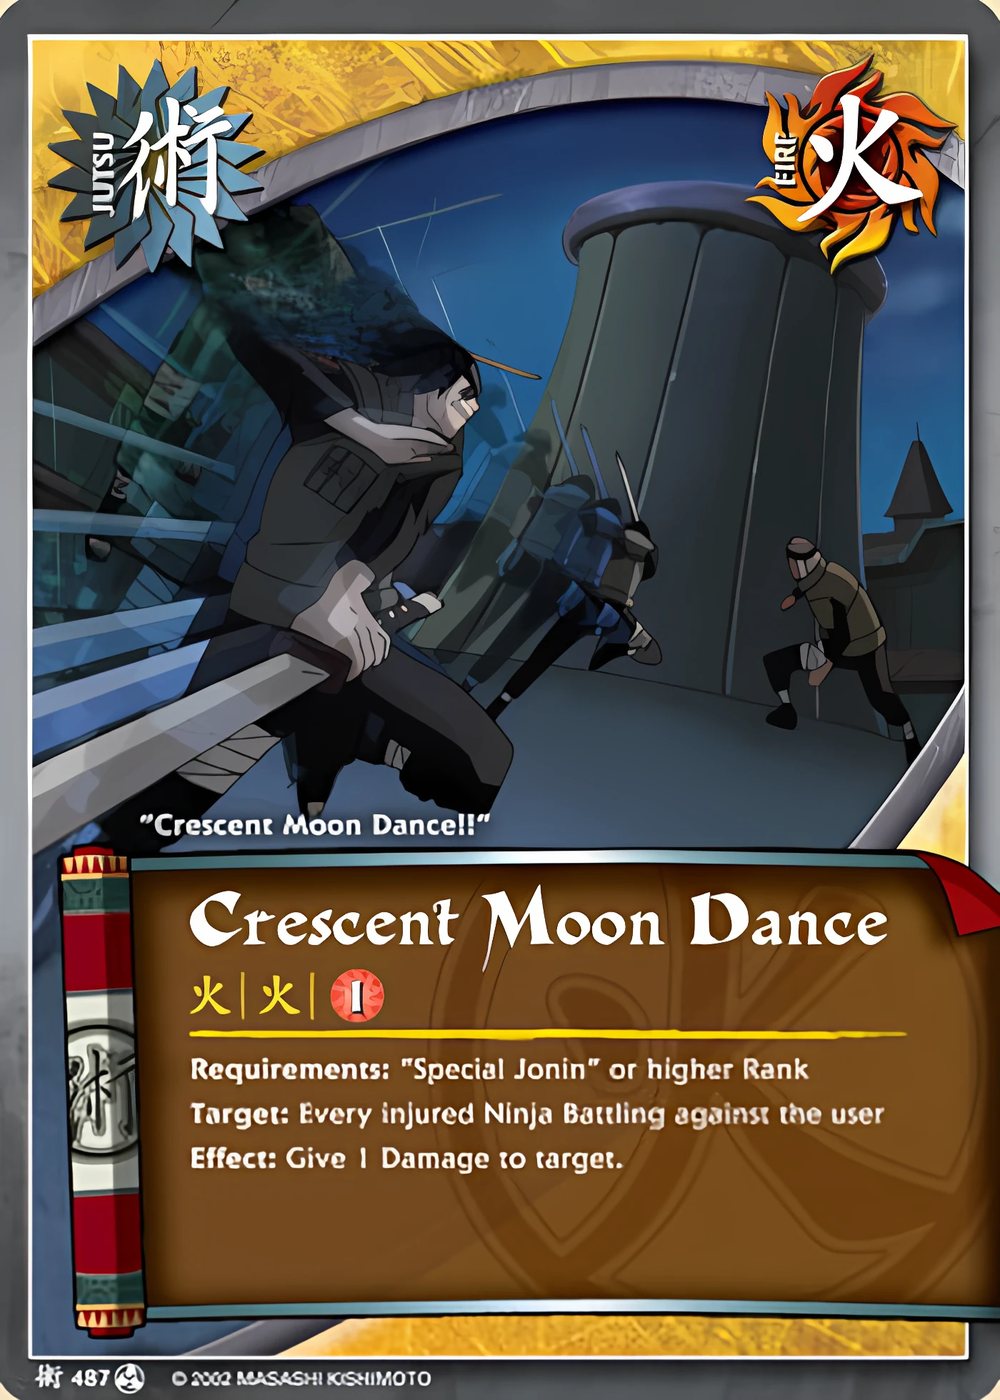 JUTSU
術
FIRE
火
"Crescent Moon Dance!!"
Crescent Moon Dance
火|火|1
術
Requirements: "Special Jonin" or higher Rank
Target: Every injured Ninja Battling against the user
Effect: Give 1 Damage to target.
術 487 © 2002 MASASHI KISHIMOTO